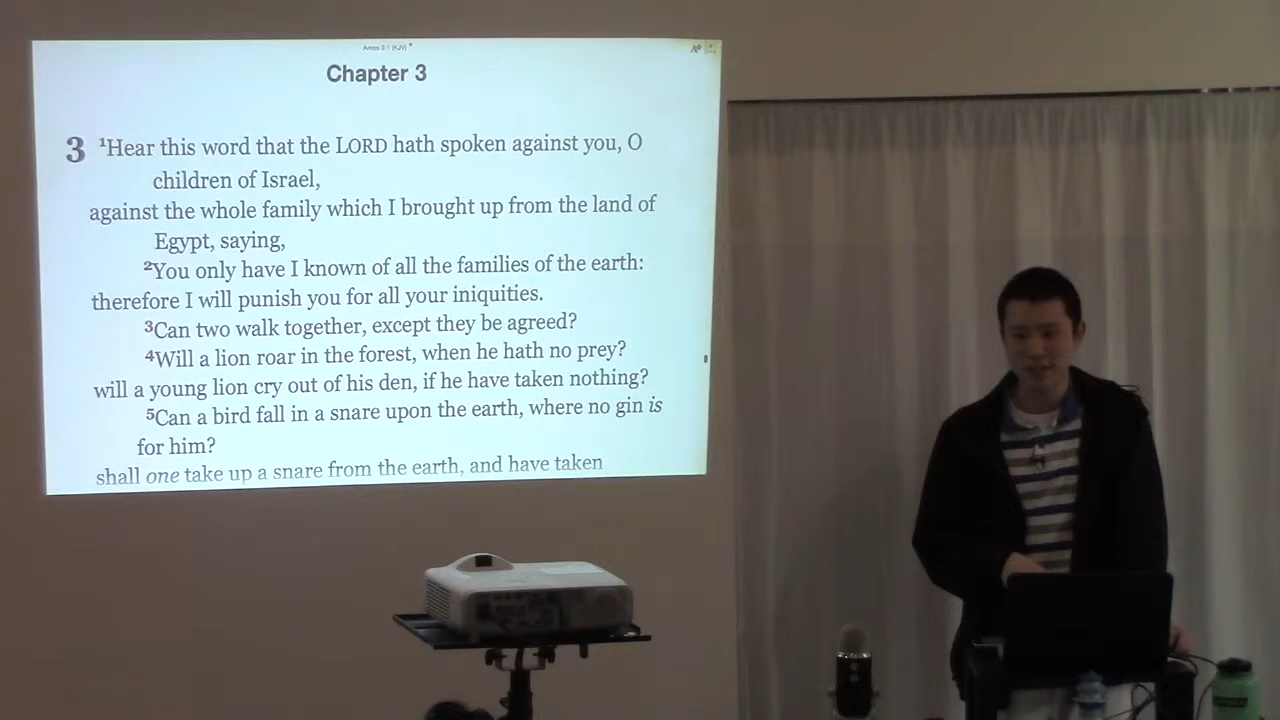 Amos 3:1 (KJV)
Chapter 3
3 ¹Hear this word that the LORD hath spoken against you, O
children of Israel,
against the whole family which I brought up from the land of
Egypt, saying,
²You only have I known of all the families of the earth:
therefore I will punish you for all your iniquities.
³Can two walk together, except they be agreed?
⁴Will a lion roar in the forest, when he hath no prey?
will a young lion cry out of his den, if he have taken nothing?
⁵Can a bird fall in a snare upon the earth, where no gin is
for him?
shall one take up a snare from the earth, and have taken